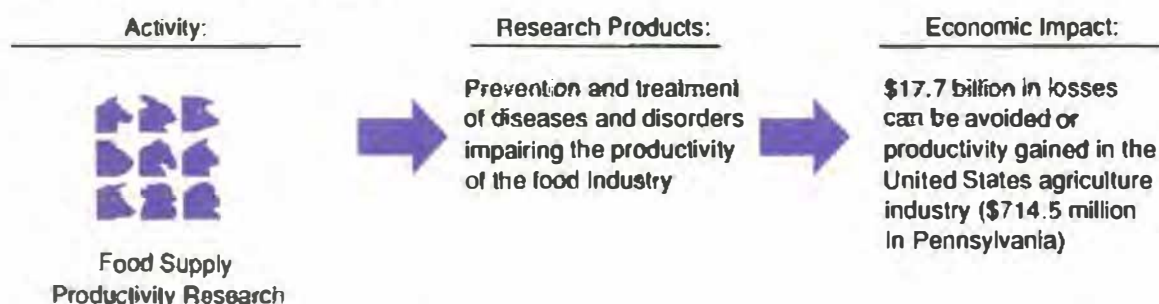 Activity:
Food Supply
Productivity Research
Research Products:
Prevention and treatment
of diseases and disorders
impairing the productivity
of the food Industry
Economic Impact:
$17.7 billion in losses
can be avoided or
productivity gained in the
United States agriculture
industry ($714.5 million
In Pennsylvania)